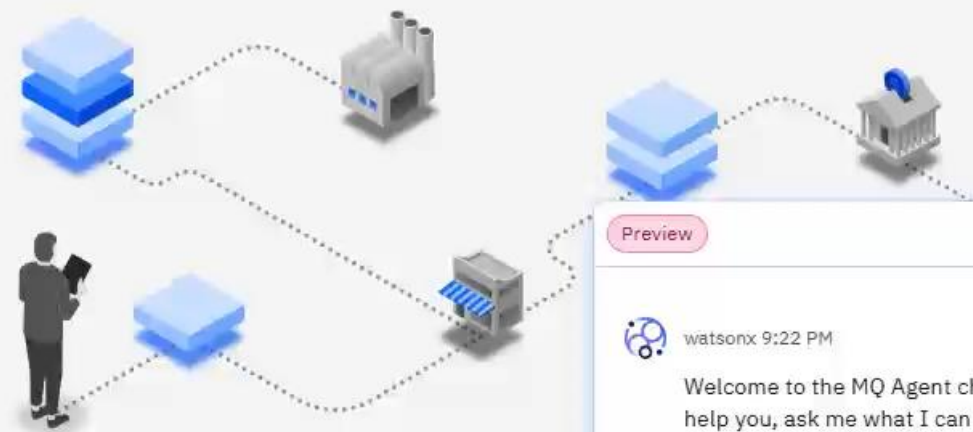 Preview
watsonx 9:22 PM
Welcome to the MQ Agent
help you, ask me what I can